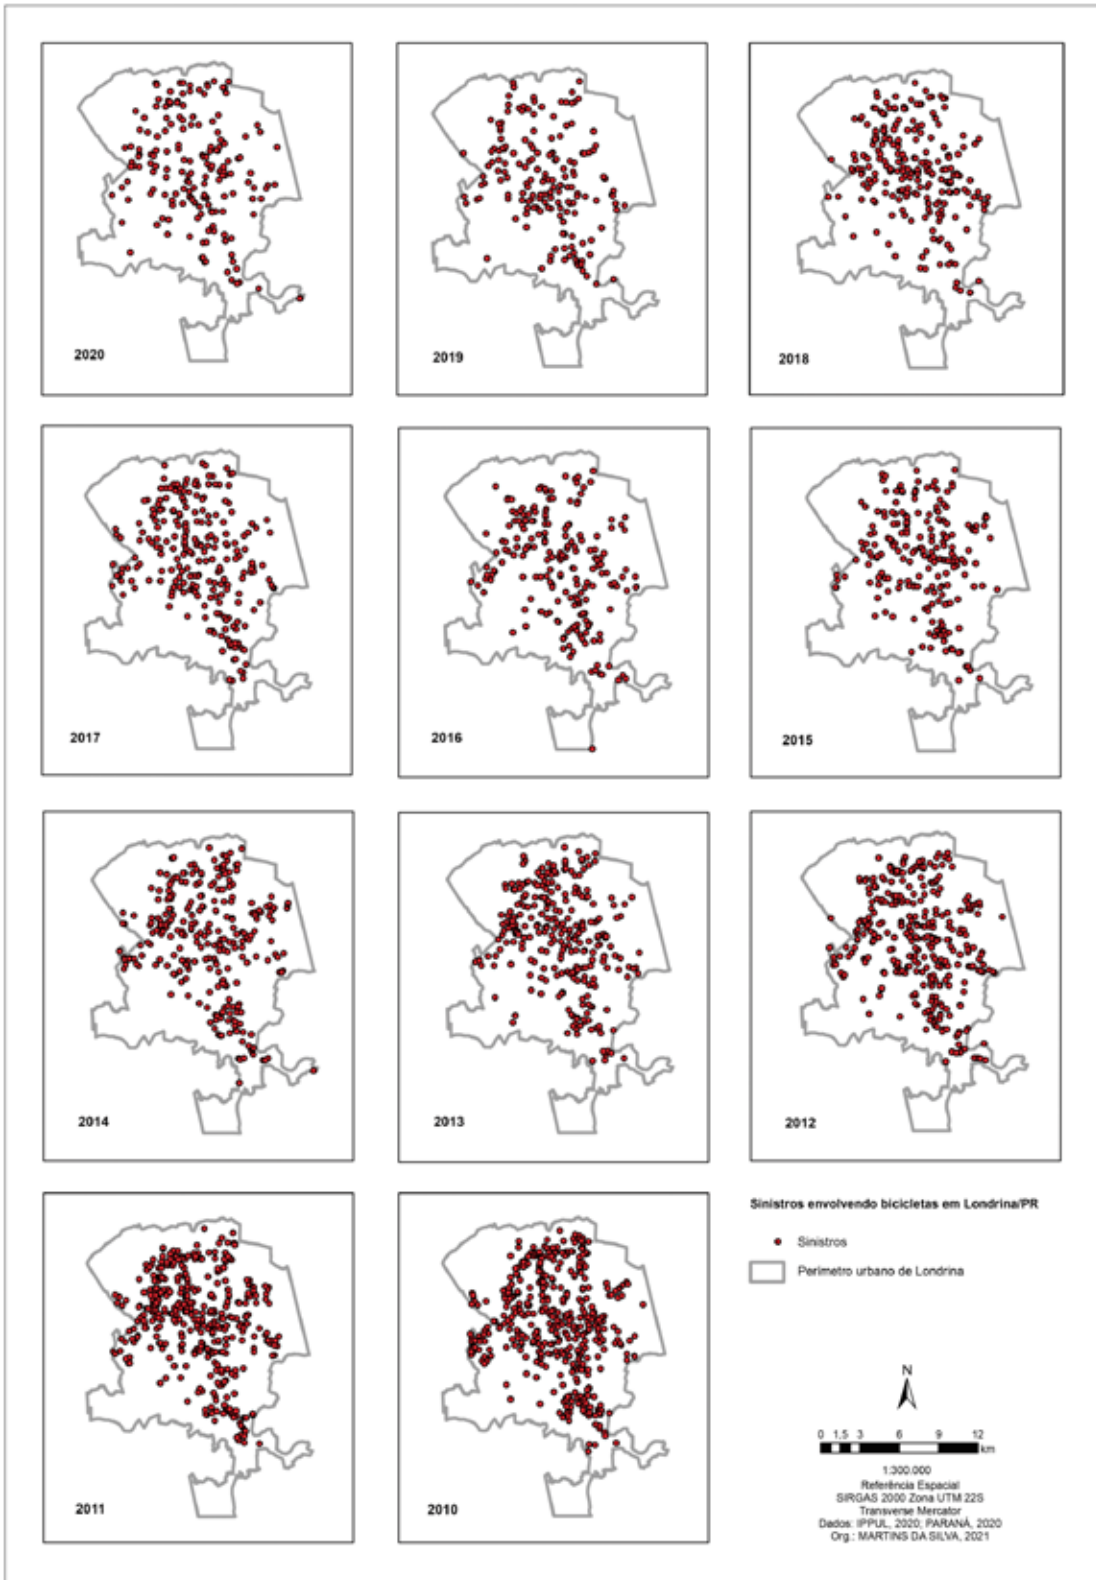 2020
2019
2018
2017
2016
2015
2014
2013
2012
2011
2010
Sinistros envolvendo bicicletas em Londrina/PR
Sinistros
Perímetro urbano de Londrina
N
0 1,5 3 6 9 12
km
1:300.000
Referência Espacial
SIRGAS 2000 Zona UTM 22S
Transverse Mercator
Dados: IPPUL, 2020; PARANÁ, 2020
Org.: MARTINS DA SILVA, 2021